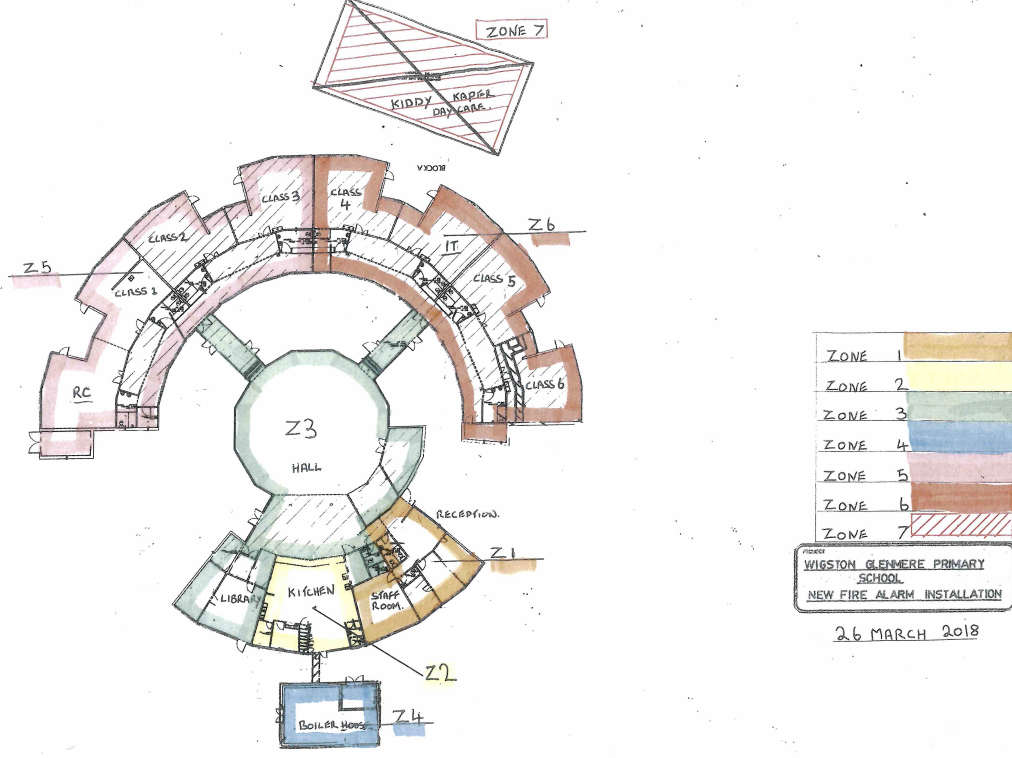 ZONE 7
KIDDY KAPER
DAY CARE.
BLOCK A
CLASS 3
CLASS
4
CLASS 2
Z6
IT
Z5
CLASS 1
CLASS 5
RC
CLASS 6
Z3
HALL
RECEPTION.
Z1
LIBRARY
KITCHEN
STAFF
ROOM.
Z2
BOILER HOUSE
Z4
ZONE 1
ZONE 2
ZONE 3
ZONE 4
ZONE 5
ZONE 6
ZONE 7
PROJECT
WIGSTON GLENMERE PRIMARY
SCHOOL
NEW FIRE ALARM INSTALLATION
26 MARCH 2018